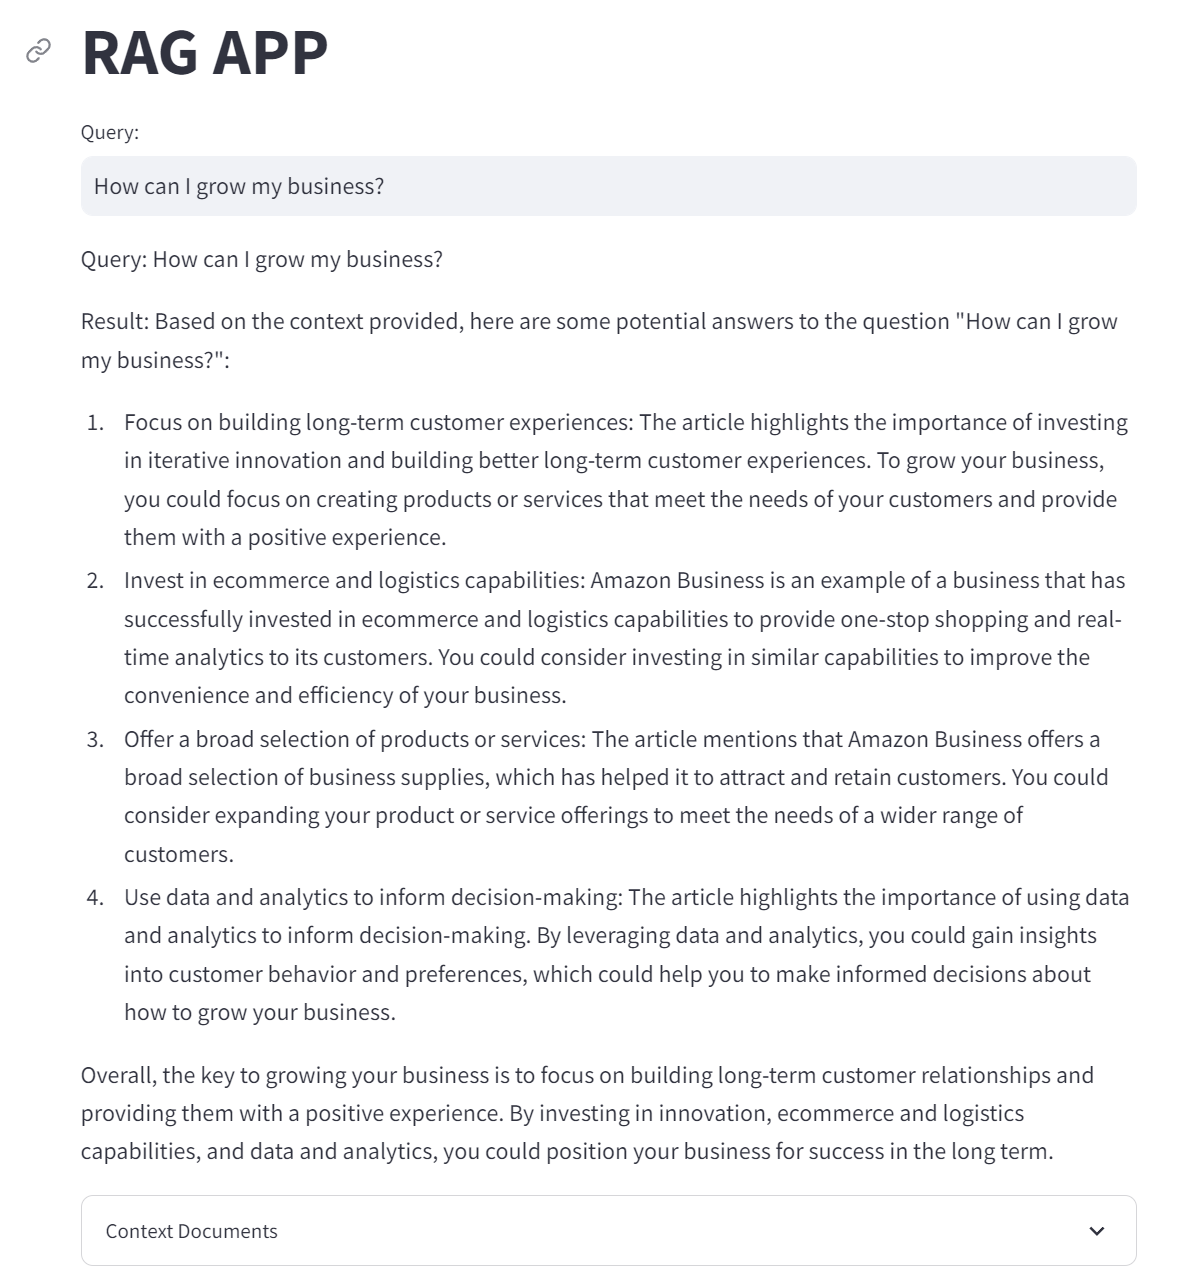 RAG APP
Query:
How can I grow my business?
Query: How can I grow my business?
Result: Based on the context provided, here are some potential answers to the question "How can I grow
my business?":
1. Focus on building long-term customer experiences: The article highlights the importance of investing
in iterative innovation and building better long-term customer experiences. To grow your business,
you could focus on creating products or services that meet the needs of your customers and provide
them with a positive experience.
2. Invest in ecommerce and logistics capabilities: Amazon Business is an example of a business that has
successfully invested in ecommerce and logistics capabilities to provide one-stop shopping and real-
time analytics to its customers. You could consider investing in similar capabilities to improve the
convenience and efficiency of your business.
3. Offer a broad selection of products or services: The article mentions that Amazon Business offers a
broad selection of business supplies, which has helped it to attract and retain customers. You could
consider expanding your product or service offerings to meet the needs of a wider range of
customers.
4. Use data and analytics to inform decision-making: The article highlights the importance of using data
and analytics to inform decision-making. By leveraging data and analytics, you could gain insights
into customer behavior and preferences, which could help you to make informed decisions about
how to grow your business.
Overall, the key to growing your business is to focus on building long-term customer relationships and
providing them with a positive experience. By investing in innovation, ecommerce and logistics
capabilities, and data and analytics, you could position your business for success in the long term.
Context Documents